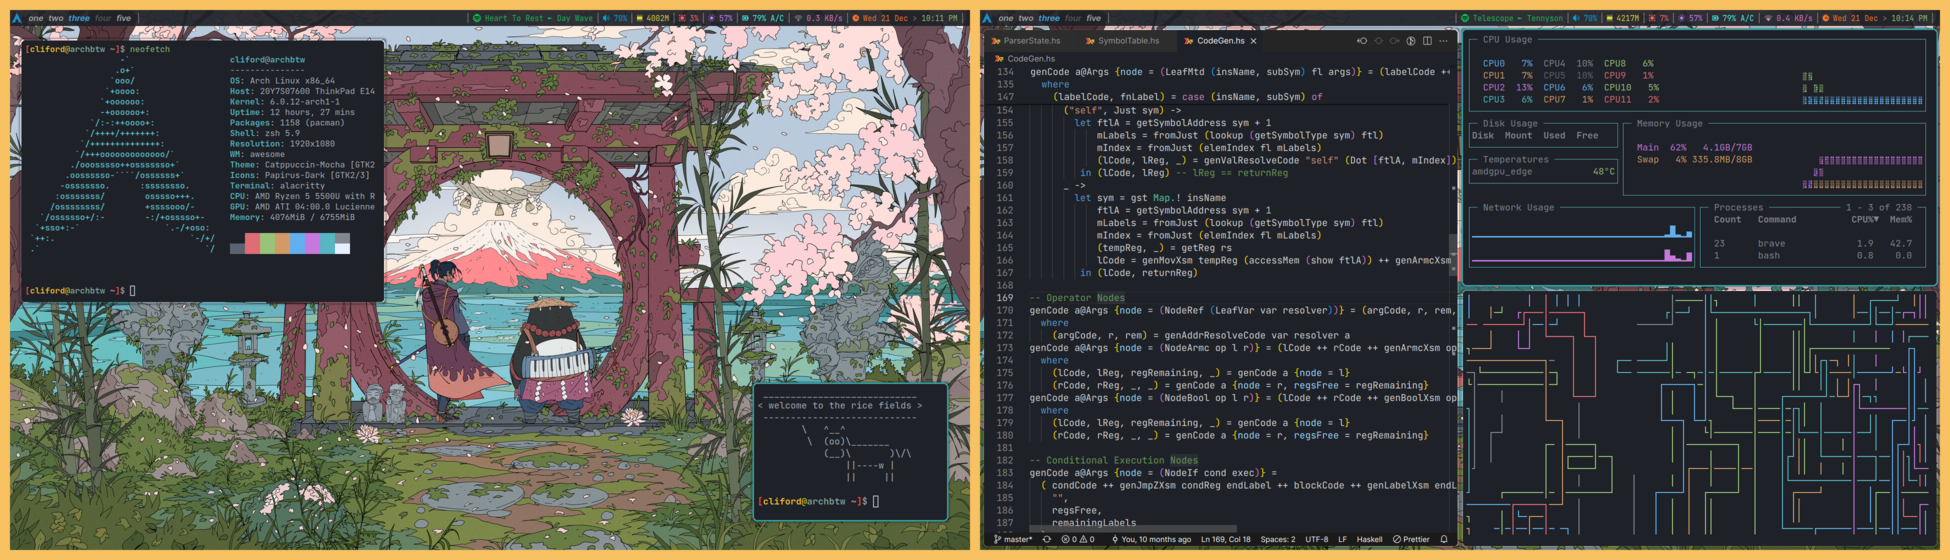 one two three four five
Heart To Rest - Day Wave | 70% | 4002M | 3% | 57% | 79% A/C | 0.3 KB/s | Wed 21 Dec > 10:11 PM
[cliford@archbtw ~]$ neofetch
cliford@archbtw
---------------
OS: Arch Linux x86_64
Host: 20Y7S07600 ThinkPad E14
Kernel: 6.0.12-arch1-1
Uptime: 12 hours, 27 mins
Packages: 1158 (pacman)
Shell: zsh 5.9
Resolution: 1920x1080
WM: awesome
Theme: Catppuccin-Mocha [GTK2
Icons: Papirus-Dark [GTK2/3]
Terminal: alacritty
CPU: AMD Ryzen 5 5500U with R
GPU: AMD ATI 04:00.0 Lucienne
Memory: 4076MiB / 6755MiB
[cliford@archbtw ~]$
< welcome to the rice fields >
[cliford@archbtw ~]$
one two three four five
Telescope - Tennyson | 70% | 4217M | 7% | 57% | 79% A/C | 0.4 KB/s | Wed 21 Dec > 10:14 PM
ParserState.hs SymbolTable.hs CodeGen.hs
CodeGen.hs
134 genCode a@Args {node = (LeafMtd (insName, subSym) fl args)} = (labelCode ++
135 where
147 (labelCode, fnLabel) = case (insName, subSym) of
154 ("self", Just sym) ->
155 let ftlA = getSymbolAddress sym + 1
156 mLabels = fromJust (lookup (getSymbolType sym) ftl)
157 mIndex = fromJust (elemIndex fl mLabels)
158 (lCode, lReg, _) = genValResolveCode "self" (Dot [ftlA, mIndex])
159 in (lCode, lReg) -- lReg == returnReg
160 _ ->
161 let sym = gst Map.! insName
162 ftlA = getSymbolAddress sym + 1
163 mLabels = fromJust (lookup (getSymbolType sym) ftl)
164 mIndex = fromJust (elemIndex fl mLabels)
165 (tempReg, _) = getReg rs
166 lCode = genMovXsm tempReg (accessMem (show ftlA)) ++ genArmcXsm
167 in (lCode, returnReg)
168
169 -- Operator Nodes
170 genCode a@Args {node = (NodeRef (LeafVar var resolver))} = (argCode, r, rem,
171 where
172 (argCode, r, rem) = genAddrResolveCode var resolver a
173 genCode a@Args {node = (NodeArmc op l r)} = (lCode ++ rCode ++ genArmcXsm op
174 where
175 (lCode, lReg, regRemaining, _) = genCode a {node = l}
176 (rCode, rReg, _, _) = genCode a {node = r, regsFree = regRemaining}
177 genCode a@Args {node = (NodeBool op l r)} = (lCode ++ rCode ++ genBoolXsm op
178 where
179 (lCode, lReg, regRemaining, _) = genCode a {node = l}
180 (rCode, rReg, _, _) = genCode a {node = r, regsFree = regRemaining}
181
182 -- Conditional Execution Nodes
183 genCode a@Args {node = (NodeIf cond exec)} =
184 ( condCode ++ genJmpZXsm condReg endLabel ++ blockCode ++ genLabelXsm endL
185 "",
186 regsFree,
187 remainingLabels
master* 0 0 You, 10 months ago Ln 169, Col 18 Spaces: 2 UTF-8 LF Haskell Prettier
CPU Usage
CPU0 7% CPU4 10% CPU8 6%
CPU1 7% CPU5 10% CPU9 1%
CPU2 13% CPU6 6% CPU10 5%
CPU3 6% CPU7 1% CPU11 2%
Disk Usage
Disk Mount Used Free
Temperatures
amdgpu_edge 48°C
Memory Usage
Main 62% 4.1GB/7GB
Swap 4% 335.8MB/8GB
Network Usage
Processes 1 - 3 of 238
Count Command CPU%▼ Mem%
23 brave 1.9 42.7
1 bash 0.8 0.0